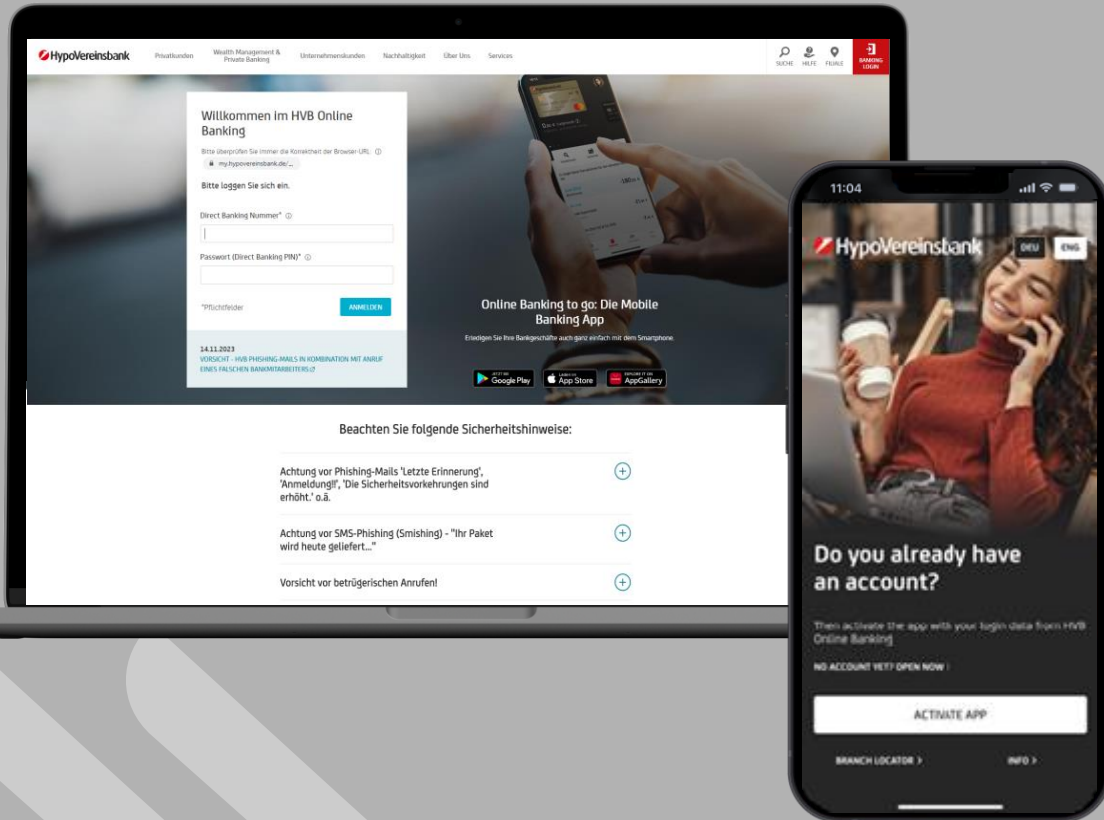 HypoVereinsbank
Privatkunden
Wealth Management &
Private Banking
Unternehmenskunden
Nachhaltigkeit
Über Uns
Services
SUCHE
HILFE
FILIALE
BANKING
LOGIN
Willkommen im HVB Online
Banking
Bitte überprüfen Sie immer die Korrektheit der Browser-URL.
my.hypovereinsbank.de/...
Bitte loggen Sie sich ein.
Direct Banking Nummer*
Passwort (Direct Banking PIN)*
*Pflichtfelder
ANMELDEN
14.11.2023
VORSICHT - HVB PHISHING-MAILS IN KOMBINATION MIT ANRUF
EINES FALSCHEN BANKMITARBEITERS
Online Banking to go: Die Mobile
Banking App
Erledigen Sie Ihre Bankgeschäfte auch ganz einfach mit dem Smartphone.
JETZT BEI
Google Play
App Store
EXPLORE IT ON
AppGallery
Beachten Sie folgende Sicherheitshinweise:
Achtung vor Phishing-Mails 'Letzte Erinnerung',
'Anmeldung!!', 'Die Sicherheitsvorkehrungen sind
erhöht.' o.ä.
Achtung vor SMS-Phishing (Smishing) - "Ihr Paket
wird heute geliefert..."
Vorsicht vor betrügerischen Anrufen!
11:04
HypoVereinsbank
DEU
ENG
Do you already have
an account?
Then activate the app with your login data from HVB
Online Banking
NO ACCOUNT YET? OPEN NOW
ACTIVATE APP
BRANCH LOCATOR >
INFO >